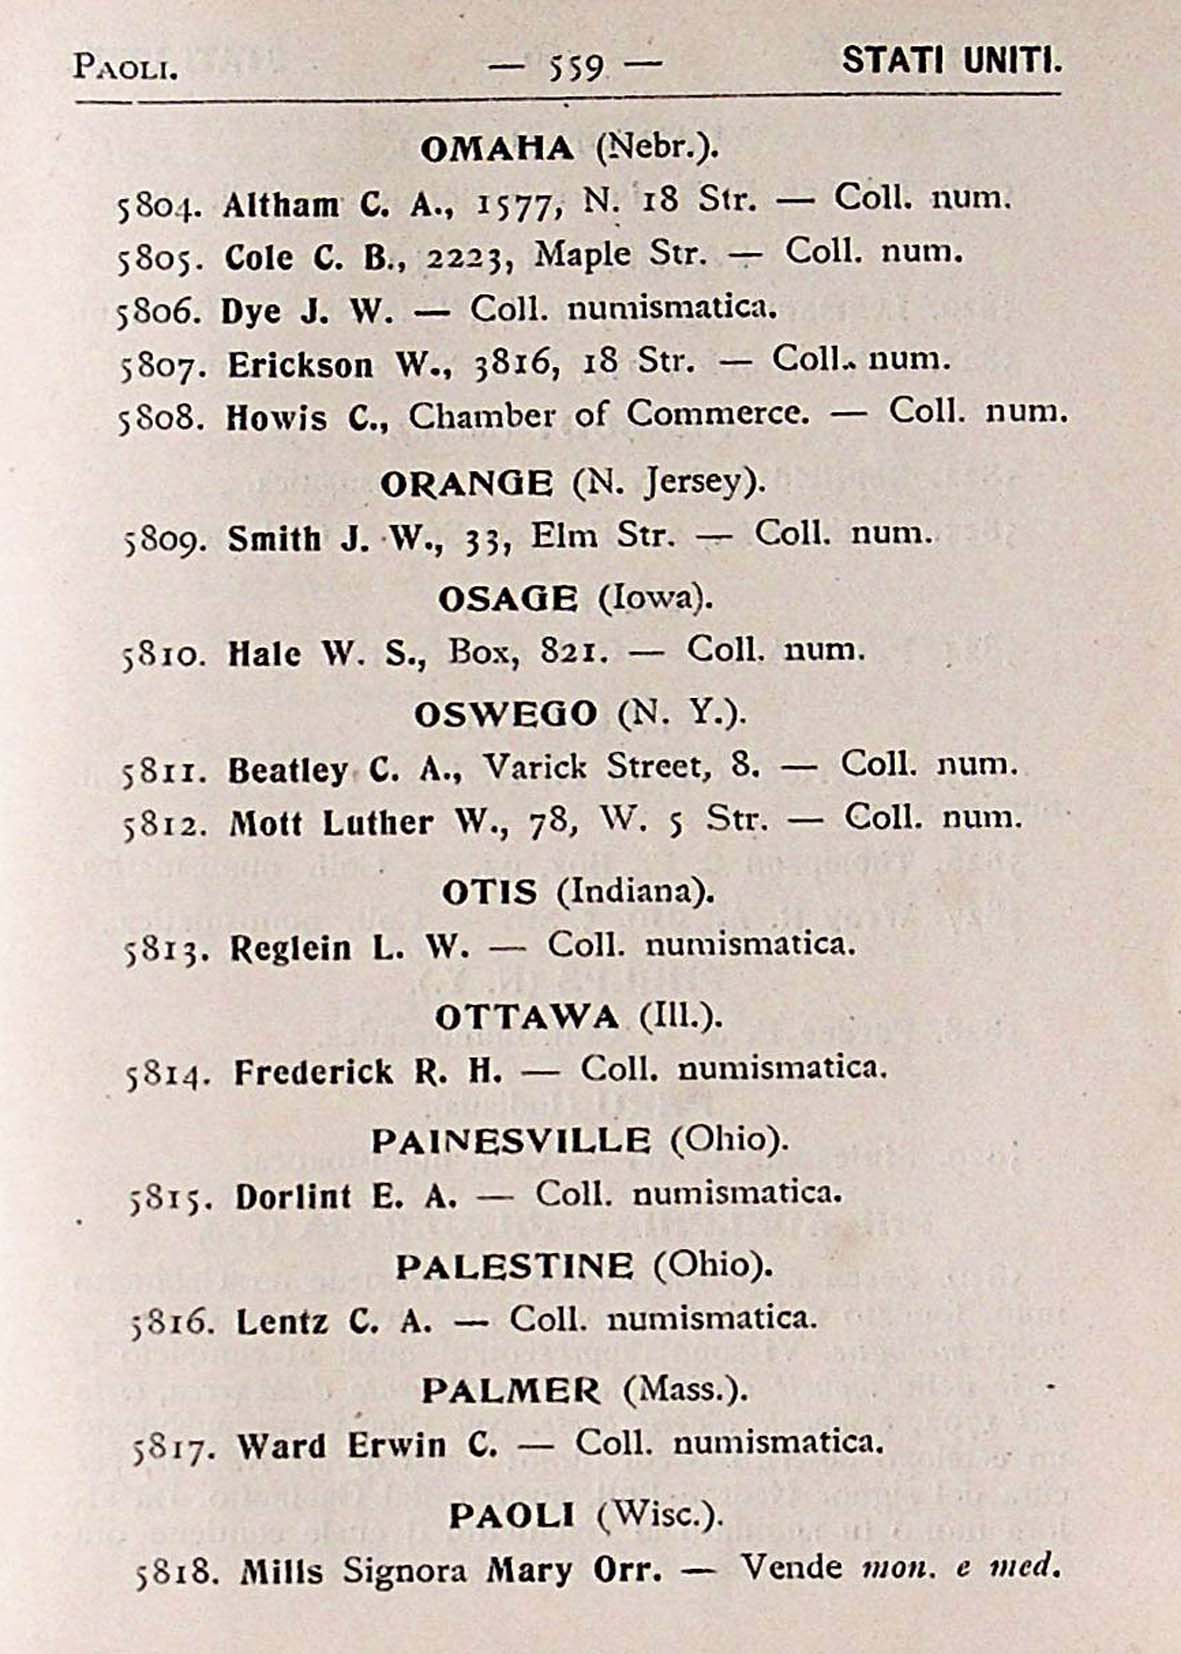 PAOLI. — 559 — STATI UNITI.
OMAHA (Nebr.).
5804. Altham C. A., 1577, N. 18 Str. — Coll. num.
5805. Cole C. B., 2223, Maple Str. — Coll. num.
5806. Dye J. W. — Coll. numismatica.
5807. Erickson W., 3816, 18 Str. — Coll. num.
5808. Howis C., Chamber of Commerce. — Coll. num.
ORANGE (N. Jersey).
5809. Smith J. W., 33, Elm Str. — Coll. num.
OSAGE (Iowa).
5810. Hale W. S., Box, 821. — Coll. num.
OSWEGO (N. Y.).
5811. Beatley C. A., Varick Street, 8. — Coll. num.
5812. Mott Luther W., 78, W. 5 Str. — Coll. num.
OTIS (Indiana).
5813. Reglein L. W. — Coll. numismatica.
OTTAWA (Ill.).
5814. Frederick R. H. — Coll. numismatica.
PAINESVILLE (Ohio).
5815. Dorlint E. A. — Coll. numismatica.
PALESTINE (Ohio).
5816. Lentz C. A. — Coll. numismatica.
PALMER (Mass.).
5817. Ward Erwin C. — Coll. numismatica.
PAOLI (Wisc.).
5818. Mills Signora Mary Orr. — Vende mon. e med.